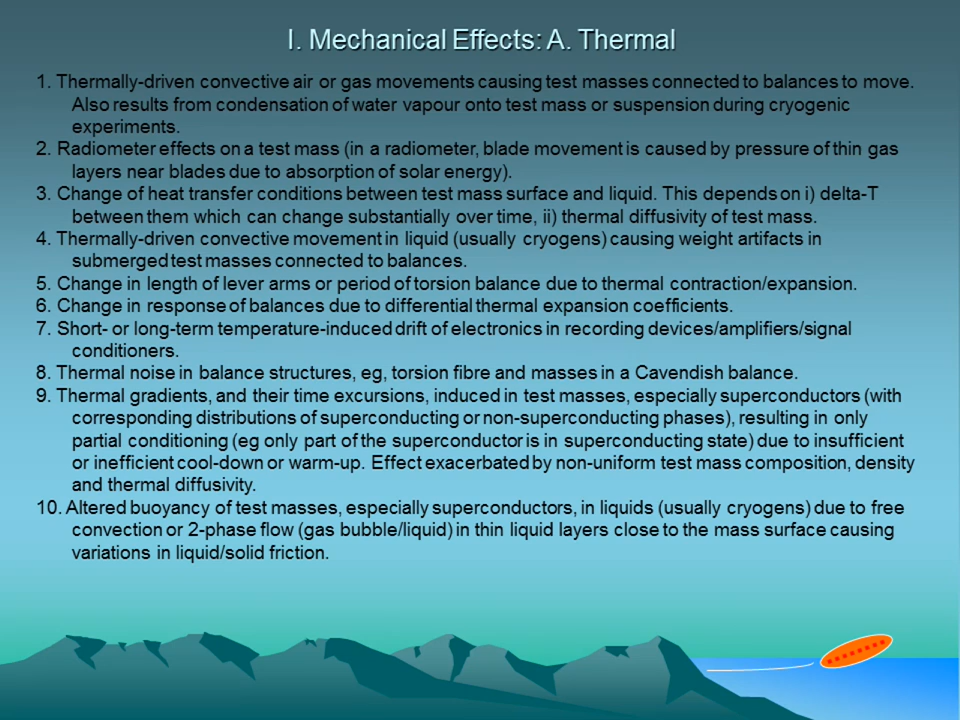 I. Mechanical Effects: A. Thermal
1. Thermally-driven convective air or gas movements causing test masses connected to balances to move.
Also results from condensation of water vapour onto test mass or suspension during cryogenic
experiments.
2. Radiometer effects on a test mass (in a radiometer, blade movement is caused by pressure of thin gas
layers near blades due to absorption of solar energy).
3. Change of heat transfer conditions between test mass surface and liquid. This depends on i) delta-T
between them which can change substantially over time, ii) thermal diffusivity of test mass.
4. Thermally-driven convective movement in liquid (usually cryogens) causing weight artifacts in
submerged test masses connected to balances.
5. Change in length of lever arms or period of torsion balance due to thermal contraction/expansion.
6. Change in response of balances due to differential thermal expansion coefficients.
7. Short- or long-term temperature-induced drift of electronics in recording devices/amplifiers/signal
conditioners.
8. Thermal noise in balance structures, eg, torsion fibre and masses in a Cavendish balance.
9. Thermal gradients, and their time excursions, induced in test masses, especially superconductors (with
corresponding distributions of superconducting or non-superconducting phases), resulting in only
partial conditioning (eg only part of the superconductor is in superconducting state) due to insufficient
or inefficient cool-down or warm-up. Effect exacerbated by non-uniform test mass composition, density
and thermal diffusivity.
10. Altered buoyancy of test masses, especially superconductors, in liquids (usually cryogens) due to free
convection or 2-phase flow (gas bubble/liquid) in thin liquid layers close to the mass surface causing
variations in liquid/solid friction.